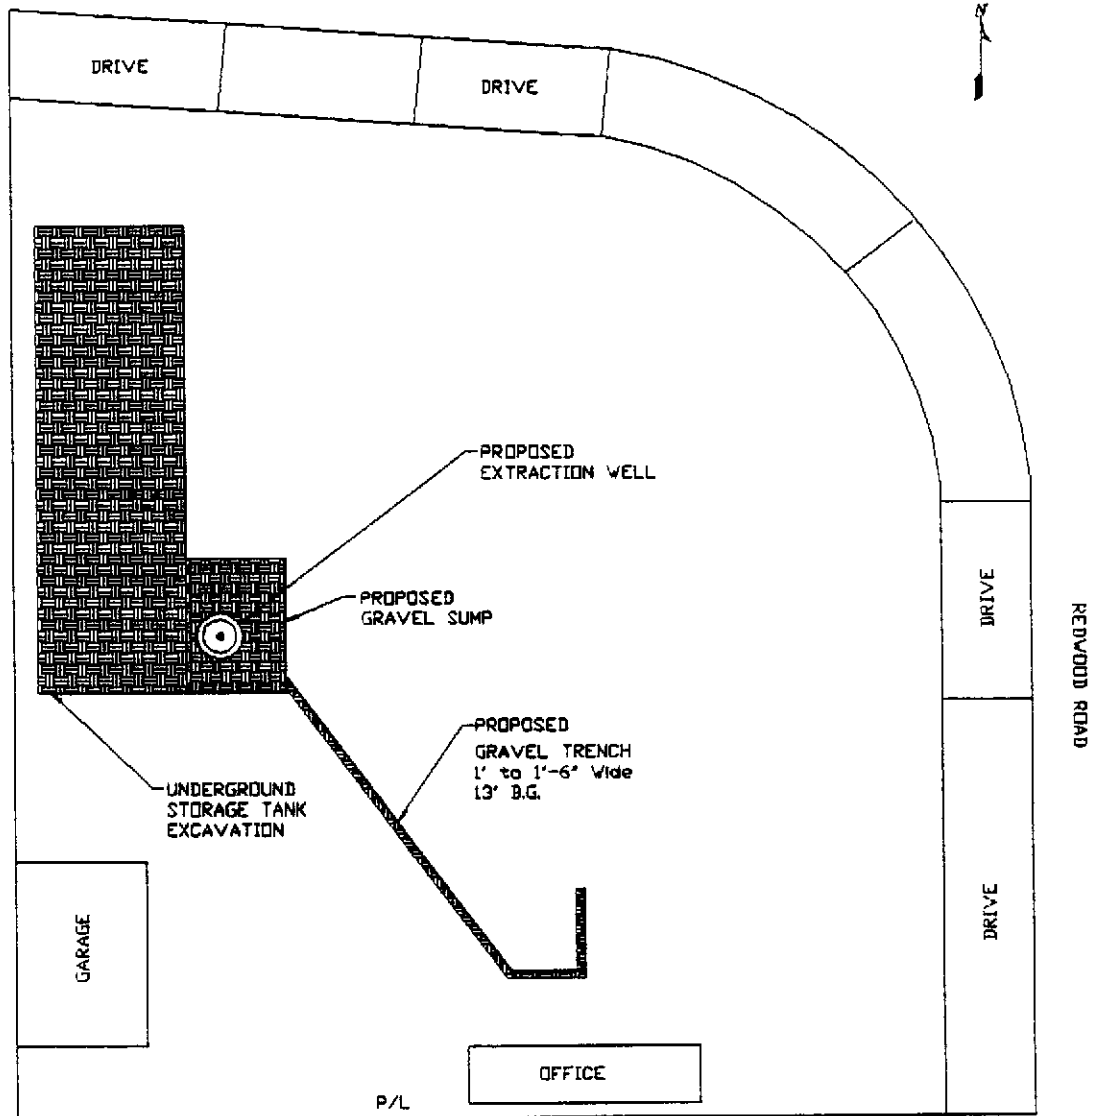 N
DRIVE
DRIVE
PROPOSED
EXTRACTION WELL
PROPOSED
GRAVEL SUMP
DRIVE
REDWOOD ROAD
PROPOSED
GRAVEL TRENCH
1' to 1'-6" Wide
13' B.G.
UNDERGROUND
STORAGE TANK
EXCAVATION
GARAGE
DRIVE
OFFICE
P/L